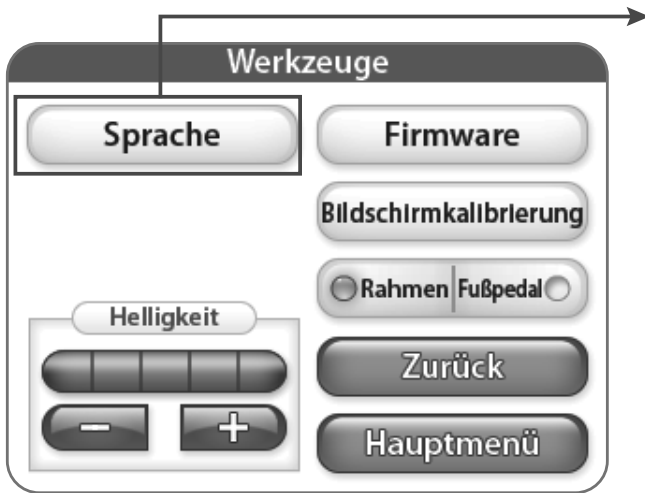 Werkzeuge
Sprache
Firmware
Bildschirmkalibrierung
Rahmen Fußpedal
Helligkeit
Zurück
− +
Hauptmenü